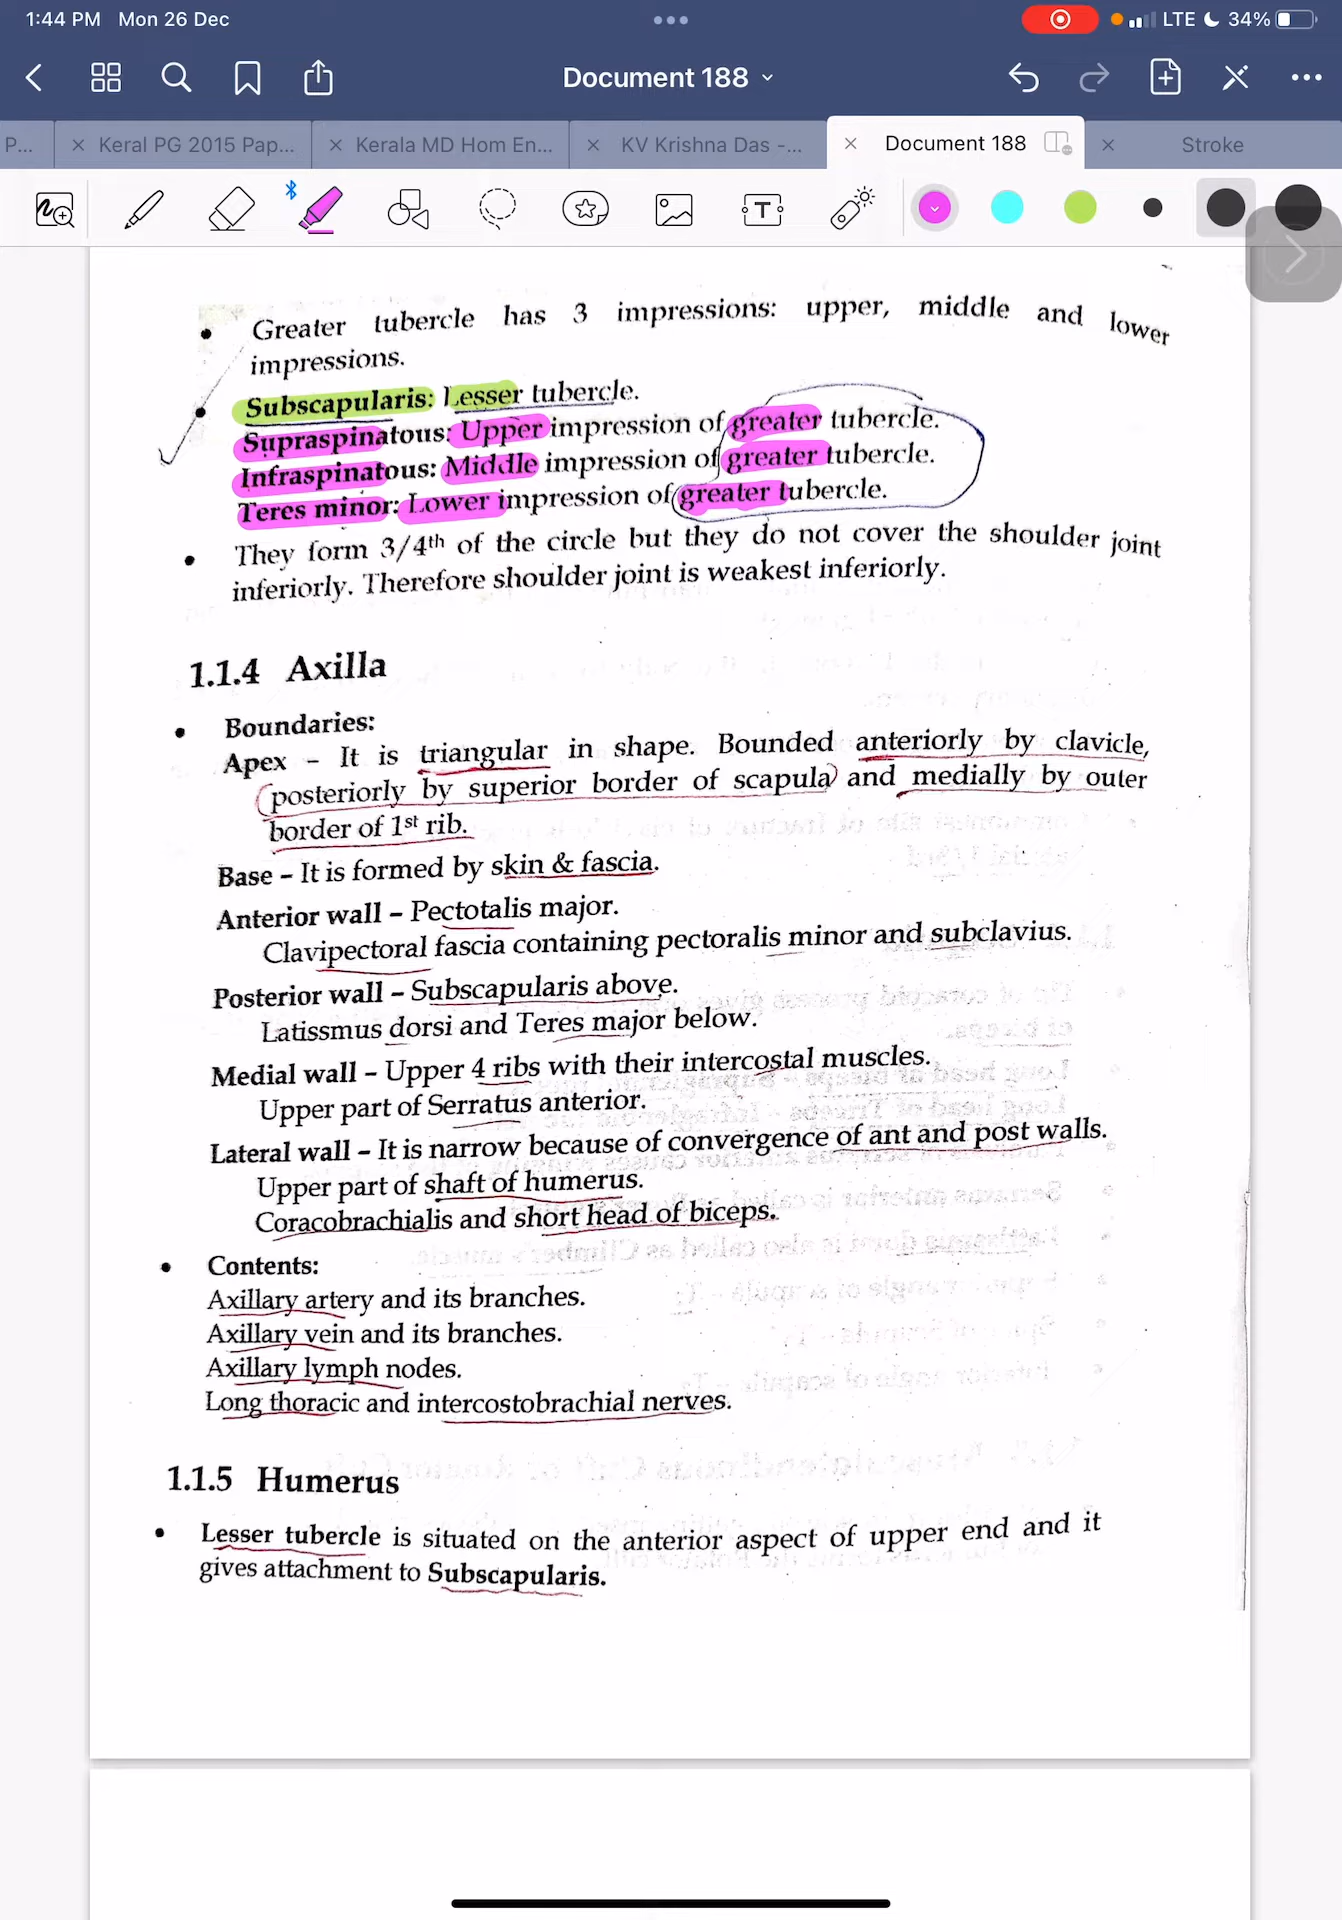 1:44 PM Mon 26 Dec
LTE 34%
Document 188
P... Keral PG 2015 Pap... Kerala MD Hom En... KV Krishna Das -... Document 188 Stroke
T
• Greater tubercle has 3 impressions: upper, middle and lower
impressions.
• Subscapularis: Lesser tubercle.
Supraspinatous: Upper impression of greater tubercle.
Infraspinatous: Middle impression of greater tubercle.
Teres minor: Lower impression of greater tubercle.
• They form 3/4th of the circle but they do not cover the shoulder joint
inferiorly. Therefore shoulder joint is weakest inferiorly.
1.1.4 Axilla
• Boundaries:
Apex – It is triangular in shape. Bounded anteriorly by clavicle,
posteriorly by superior border of scapula and medially by outer
border of 1st rib.
Base – It is formed by skin & fascia.
Anterior wall – Pectotalis major.
Clavipectoral fascia containing pectoralis minor and subclavius.
Posterior wall – Subscapularis above.
Latissmus dorsi and Teres major below.
Medial wall – Upper 4 ribs with their intercostal muscles.
Upper part of Serratus anterior.
Lateral wall – It is narrow because of convergence of ant and post walls.
Upper part of shaft of humerus.
Coracobrachialis and short head of biceps.
• Contents:
Axillary artery and its branches.
Axillary vein and its branches.
Axillary lymph nodes.
Long thoracic and intercostobrachial nerves.
1.1.5 Humerus
• Lesser tubercle is situated on the anterior aspect of upper end and it
gives attachment to Subscapularis.